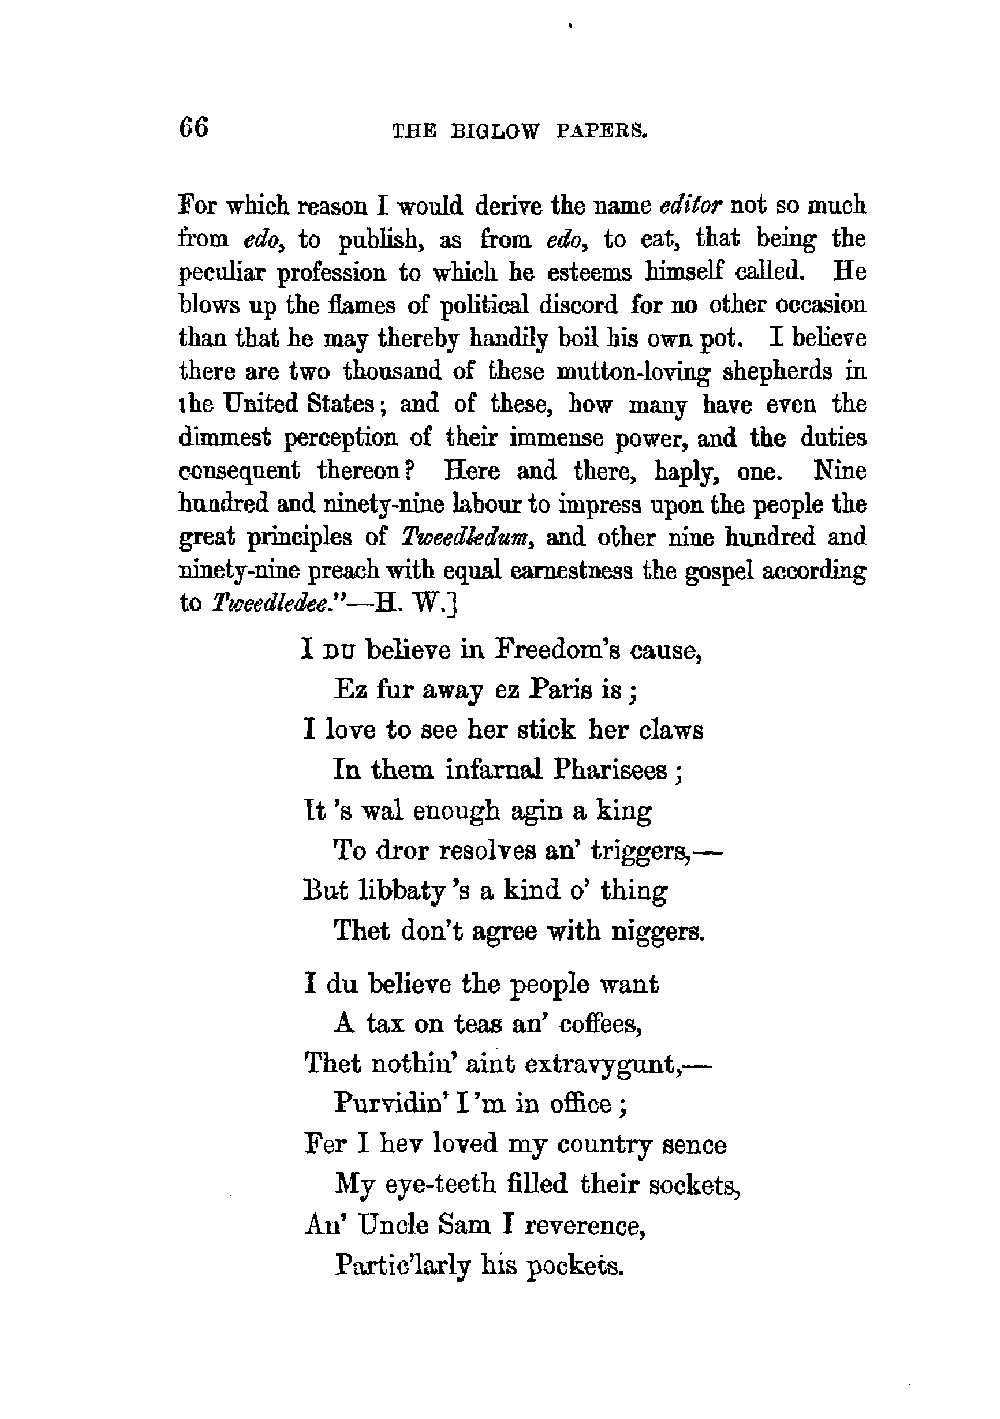 66 THE BIGLOW PAPERS.
For which reason I would derive the name editor not so much
from edo, to publish, as from edo, to eat, that being the
peculiar profession to which he esteems himself called. He
blows up the flames of political discord for no other occasion
than that he may thereby handily boil his own pot. I believe
there are two thousand of these mutton-loving shepherds in
the United States; and of these, how many have even the
dimmest perception of their immense power, and the duties
consequent thereon? Here and there, haply, one. Nine
hundred and ninety-nine labour to impress upon the people the
great principles of Tweedledum, and other nine hundred and
ninety-nine preach with equal earnestness the gospel according
to Tweedledee."—H. W.]
I DU believe in Freedom's cause,
Ez fur away ez Paris is;
I love to see her stick her claws
In them infarnal Pharisees;
It 's wal enough agin a king
To dror resolves an' triggers,—
But libbaty 's a kind o' thing
Thet don't agree with niggers.
I du believe the people want
A tax on teas an' coffees,
Thet nothin' aint extravygunt,—
Purvidin' I 'm in office;
Fer I hev loved my country sence
My eye-teeth filled their sockets,
An' Uncle Sam I reverence,
Partic'larly his pockets.